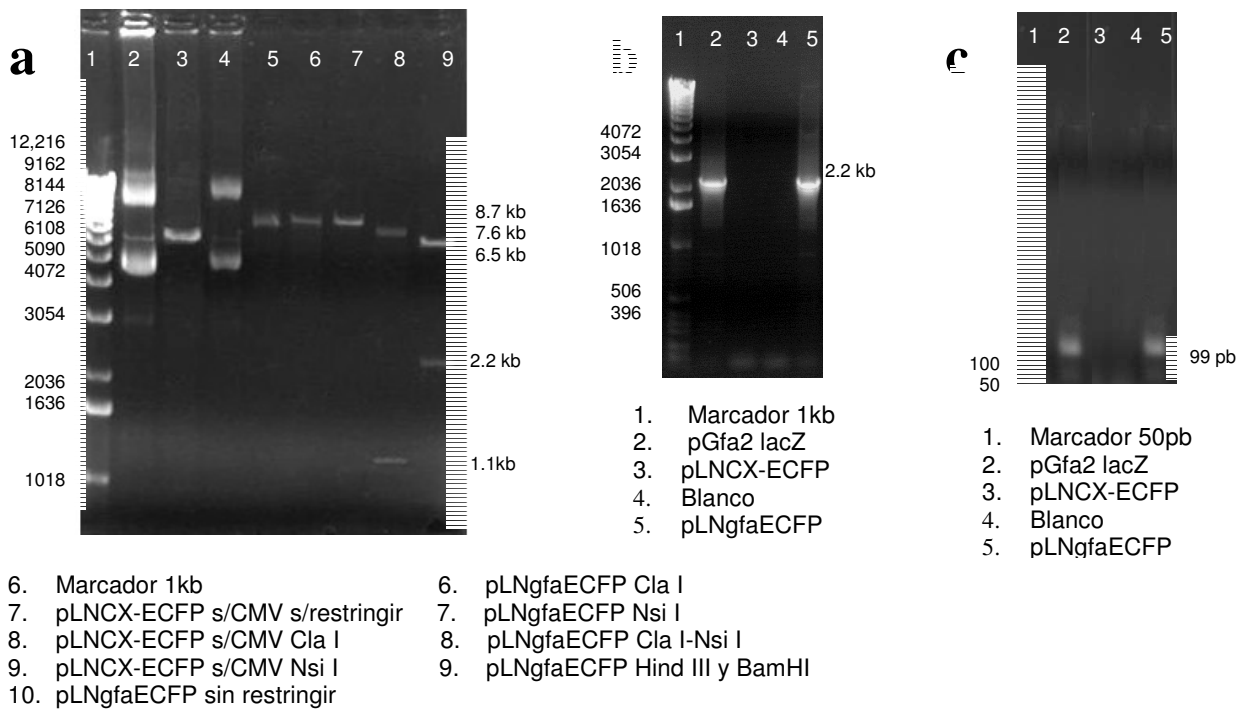 a
1 2 3 4 5 6 7 8 9
12,216
9162
8144
7126
6108
5090
4072
3054
2036
1636
1018
8.7 kb
7.6 kb
6.5 kb
2.2 kb
1.1kb
b
1 2 3 4 5
4072
3054
2036
1636
1018
506
396
2.2 kb
1. Marcador 1kb
2. pGfa2 lacZ
3. pLNCX-ECFP
4. Blanco
5. pLNgfaECFP
c
1 2 3 4 5
100
50
99 pb
1. Marcador 50pb
2. pGfa2 lacZ
3. pLNCX-ECFP
4. Blanco
5. pLNgfaECFP
6. Marcador 1kb
7. pLNCX-ECFP s/CMV s/restringir
8. pLNCX-ECFP s/CMV Cla I
9. pLNCX-ECFP s/CMV Nsi I
10. pLNgfaECFP sin restringir
6. pLNgfaECFP Cla I
7. pLNgfaECFP Nsi I
8. pLNgfaECFP Cla I-Nsi I
9. pLNgfaECFP Hind III y BamHI